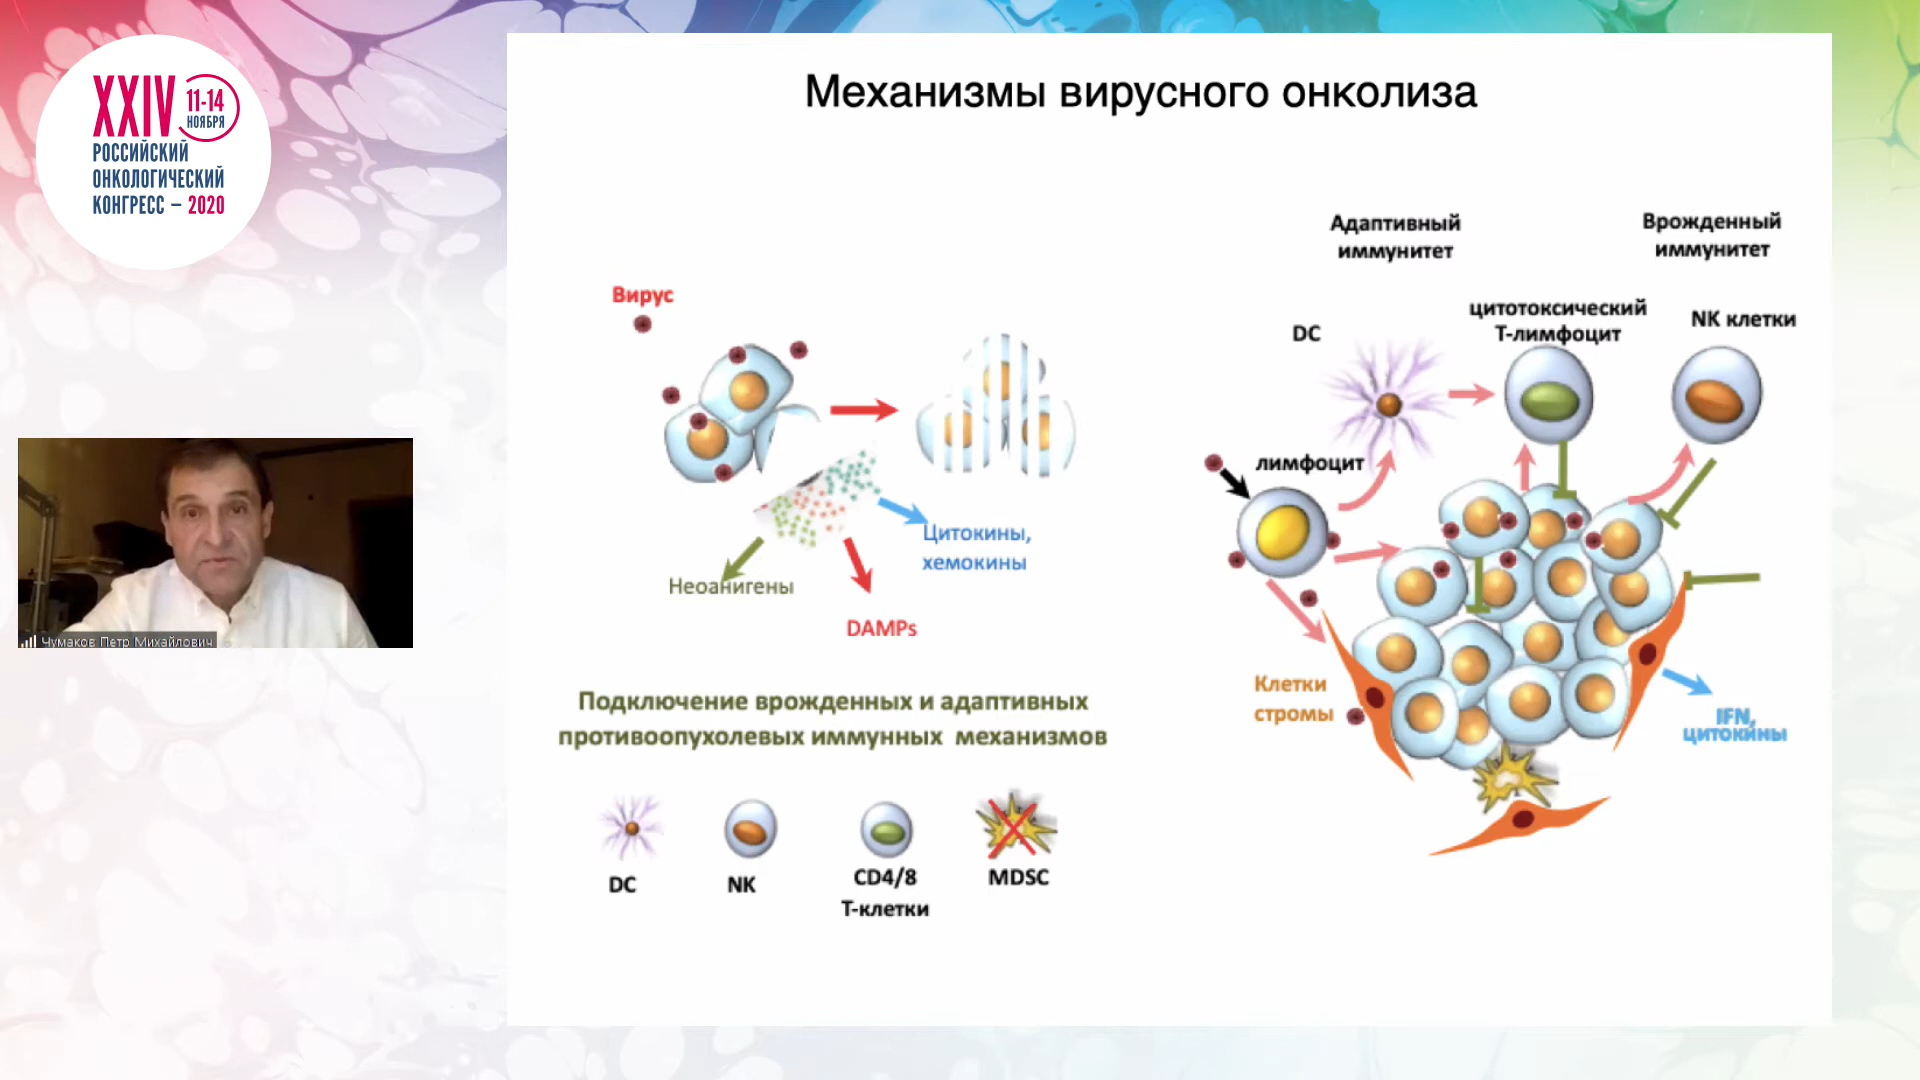 XXIV
11-14
НОЯБРЯ
РОССИЙСКИЙ
ОНКОЛОГИЧЕСКИЙ
КОНГРЕСС – 2020
Чумаков Петр Михайлович
Механизмы вирусного онколиза
Вирус
Цитокины,
хемокины
Неоанигены
DAMPs
Подключение врожденных и адаптивных
противоопухолевых иммунных механизмов
DC
NK
CD4/8
Т-клетки
MDSC
Адаптивный
иммунитет
Врожденный
иммунитет
DC
цитотоксический
Т-лимфоцит
NK клетки
лимфоцит
Клетки
стромы
IFN,
цитокины